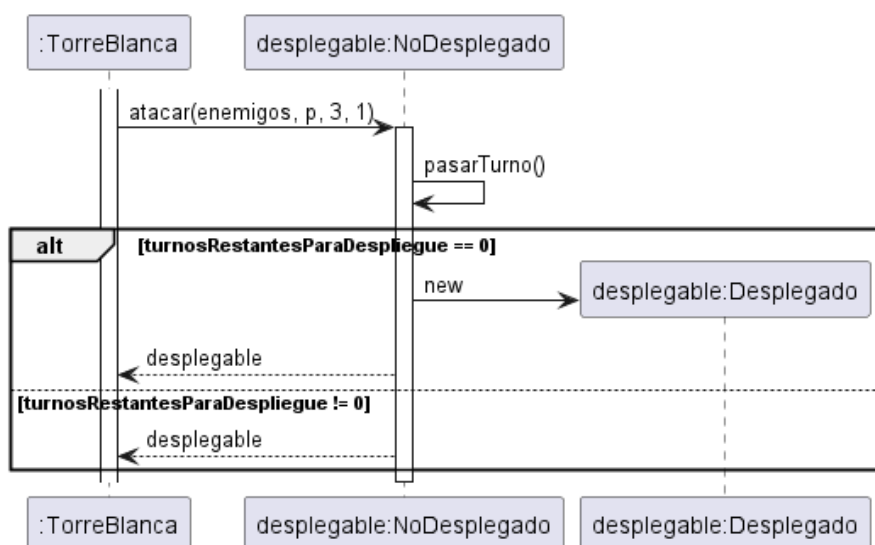 :TorreBlanca
desplegable:NoDesplegado
atacar(enemigos, p, 3, 1)
pasarTurno()
alt
[turnosRestantesParaDespliegue == 0]
new
desplegable:Desplegado
desplegable
[turnosRestantesParaDespliegue != 0]
desplegable
:TorreBlanca
desplegable:NoDesplegado
desplegable:Desplegado